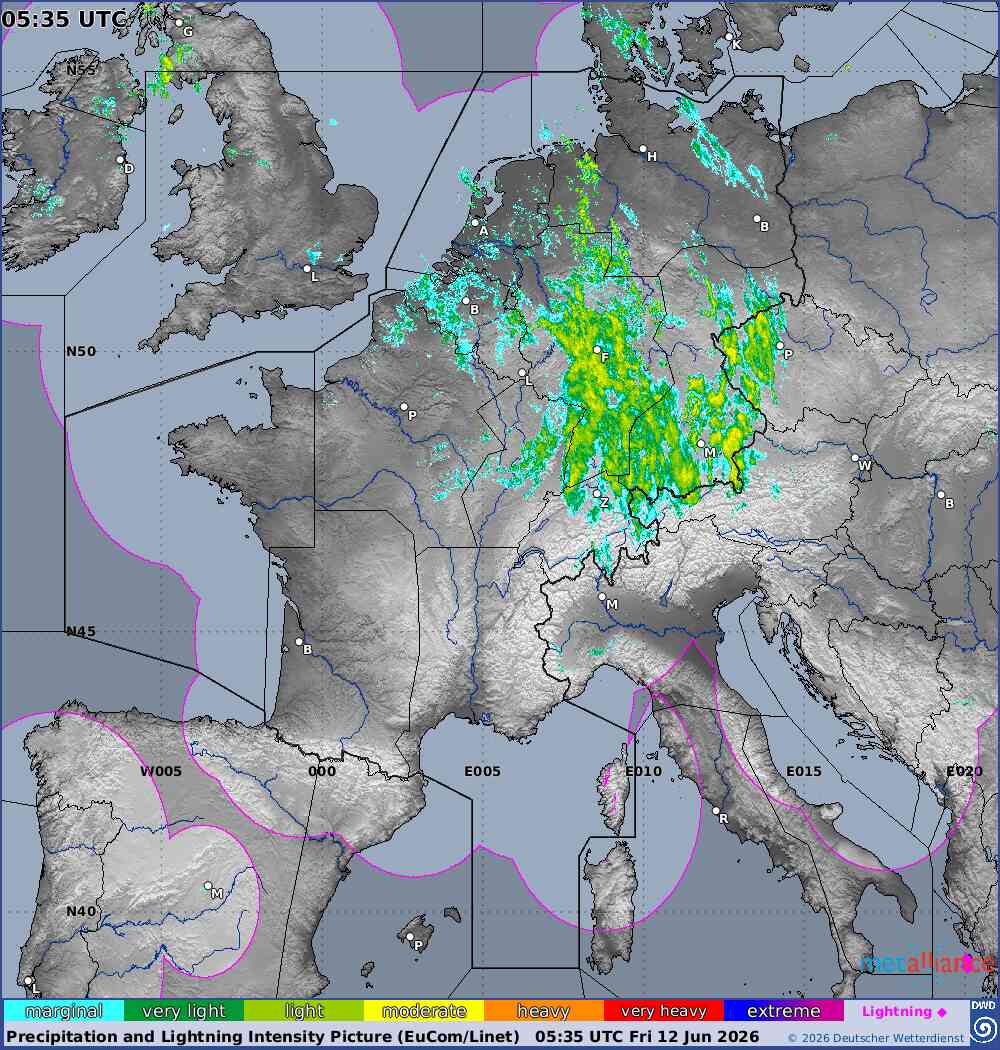 05:35 UTC
G
K
N55
H
D
A
B
L
B
N50
F
P
L
P
M
W
Z
B
M
N45
B
W005
000
E005
E010
E015
E020
R
M
N40
P
metalliance
L
marginal
very light
light
moderate
heavy
very heavy
extreme
Lightning
DWD
Precipitation and Lightning Intensity Picture (EuCom/Linet) 05:35 UTC Fri 12 Jun 2026
© 2026 Deutscher Wetterdienst